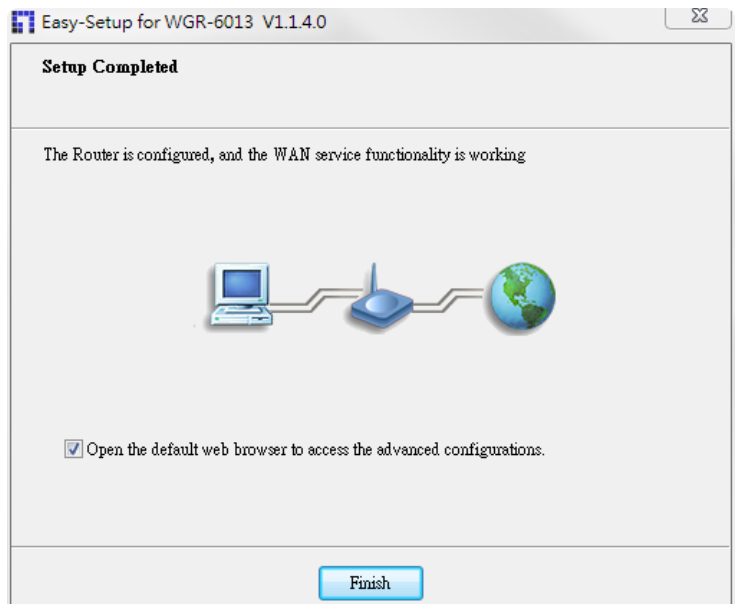 Easy-Setup for WGR-6013 V1.1.4.0
Setup Completed
The Router is configured, and the WAN service functionality is working
Open the default web browser to access the advanced configurations.
Finish